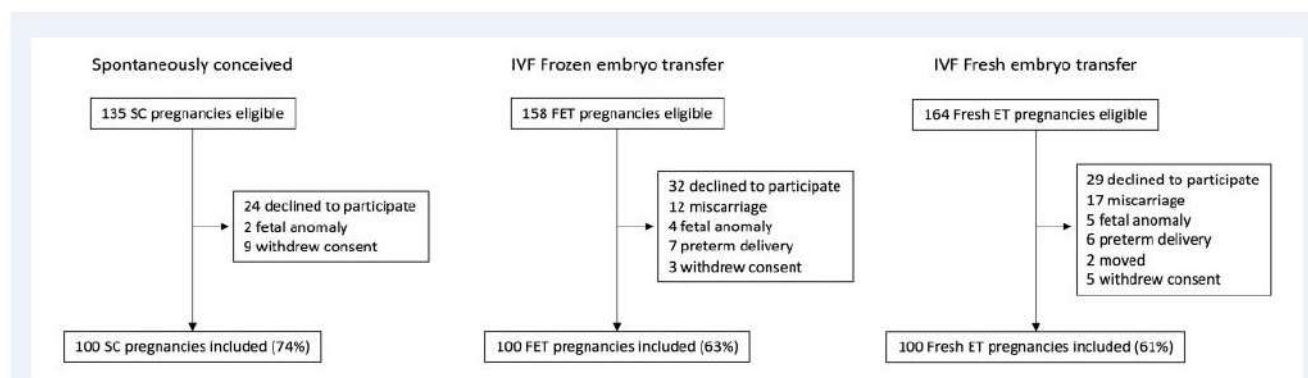 Spontaneously conceived
135 SC pregnancies eligible
24 declined to participate
2 fetal anomaly
9 withdrew consent
100 SC pregnancies included (74%)
IVF Frozen embryo transfer
158 FET pregnancies eligible
32 declined to participate
12 miscarriage
4 fetal anomaly
7 preterm delivery
3 withdrew consent
100 FET pregnancies included (63%)
IVF Fresh embryo transfer
164 Fresh ET pregnancies eligible
29 declined to participate
17 miscarriage
5 fetal anomaly
6 preterm delivery
2 moved
5 withdrew consent
100 Fresh ET pregnancies included (61%)